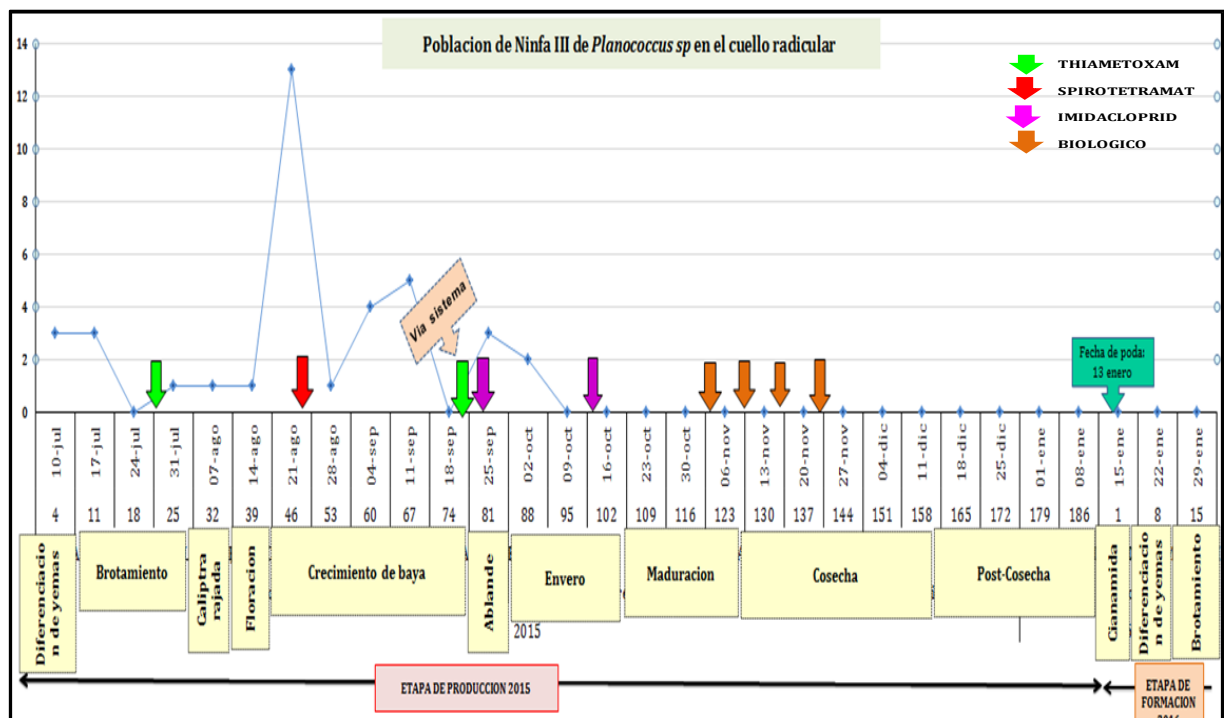 Poblacion de Ninfa III de Planococcus sp en el cuello radicular
THIAMETOXAM
SPIROTETRAMAT
IMIDACLOPRID
BIOLOGICO
14
12
10
8
6
4
2
0
Via sistema
Fecha de poda:
13 enero
10-jul 17-jul 24-jul 31-jul 07-ago 14-ago 21-ago 28-ago 04-sep 11-sep 18-sep 25-sep 02-oct 09-oct 16-oct 23-oct 30-oct 06-nov 13-nov 20-nov 27-nov 04-dic 11-dic 18-dic 25-dic 01-ene 08-ene 15-ene 22-ene 29-ene
4 11 18 25 32 39 46 53 60 67 74 81 88 95 102 109 116 123 130 137 144 151 158 165 172 179 186 1 8 15
Diferenciacio
n de yemas
Brotamiento
Caliptra
rajada
Floracion
Crecimiento de baya
Ablande
Envero
Maduracion
Cosecha
Post-Cosecha
Cianamida
Diferenciacio
n de yemas
Brotamiento
2015
ETAPA DE PRODUCCION 2015
ETAPA DE
FORMACION